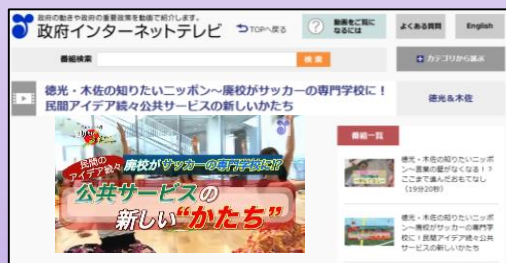 政府の動きや政府の重要政策を動画で紹介します。
政府インターネットテレビ
TOPへ戻る
?
動画をご覧に
なるには
よくある質問
English
番組検索
検索
カテゴリから選ぶ
徳光・木佐の知りたいニッポン～廃校がサッカーの専門学校に！
民間アイデア続々公共サービスの新しいかたち
徳光＆木佐
民間の
アイデア続々
廃校がサッカーの専門学校に!?
公共サービスの
新しい“かたち”
番組一覧
徳光・木佐の知りたいニッポ
ン～言葉の壁がなくなる！？
ここまで進んだおもてなし
（19分20秒）
徳光・木佐の知りたいニッポ
ン～廃校がサッカーの専門学
校に！民間アイデア続々公共
サービスの新しいかたち